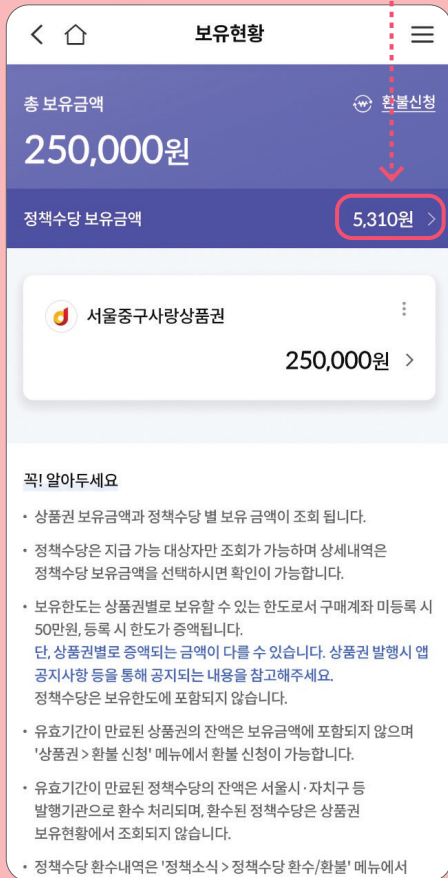 보유현황
총 보유금액
환불신청
250,000원
정책수당 보유금액
5,310원 >
서울중구사랑상품권
250,000원 >
꼭! 알아두세요
• 상품권 보유금액과 정책수당 별 보유 금액이 조회 됩니다.
• 정책수당은 지급 가능 대상자만 조회가 가능하며 상세내역은
정책수당 보유금액을 선택하시면 확인이 가능합니다.
• 보유한도는 상품권별로 보유할 수 있는 한도로서 구매계좌 미등록 시
50만원, 등록 시 한도가 증액됩니다.
단, 상품권별로 증액되는 금액이 다를 수 있습니다. 상품권 발행시 앱
공지사항 등을 통해 공지되는 내용을 참고해주세요.
정책수당은 보유한도에 포함되지 않습니다.
• 유효기간이 만료된 상품권의 잔액은 보유금액에 포함되지 않으며
'상품권 > 환불 신청' 메뉴에서 환불 신청이 가능합니다.
• 유효기간이 만료된 정책수당의 잔액은 서울시·자치구 등
발행기관으로 환수 처리되며, 환수된 정책수당은 상품권
보유현황에서 조회되지 않습니다.
• 정책수당 환수내역은 '정책소식 > 정책수당 환수/환불' 메뉴에서